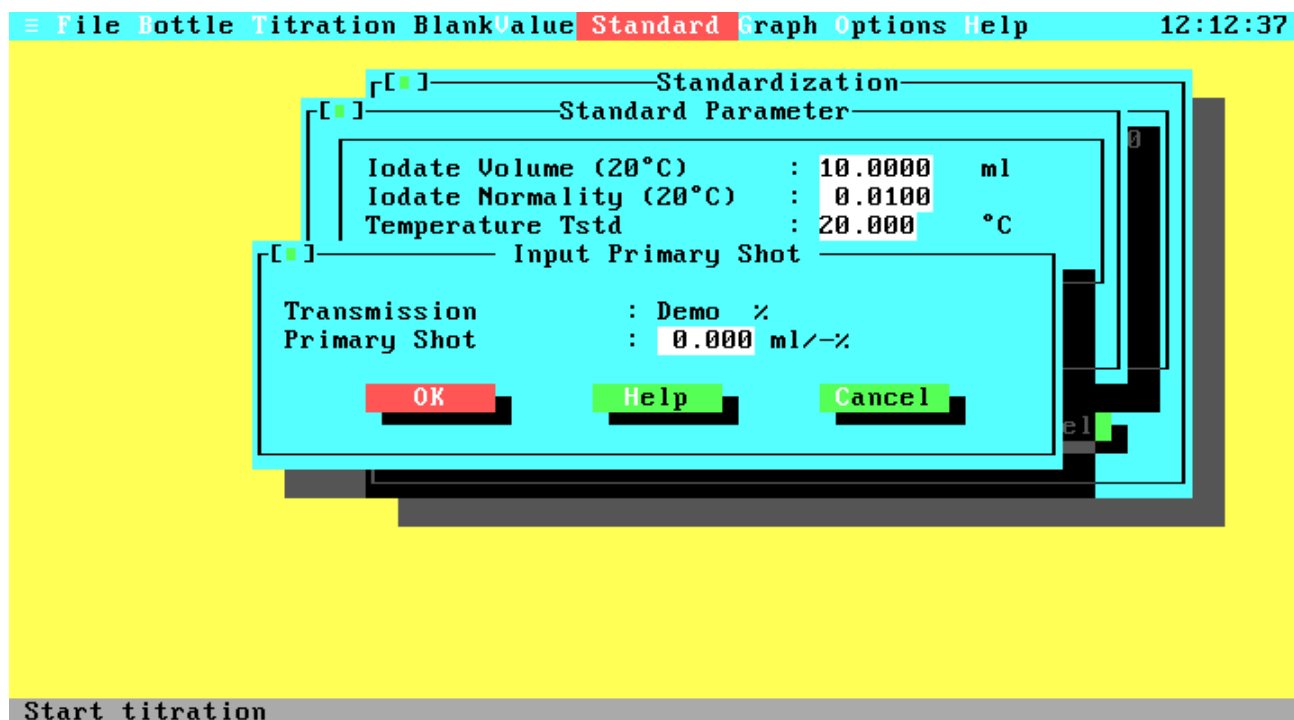 ≡ File Bottle Titration BlankValue Standard Graph Options Help 12:12:37
[■] Standardization
[■] Standard Parameter
0
Iodate Volume (20°C) : 10.0000 ml
Iodate Normality (20°C) : 0.0100
Temperature Tstd : 20.000 °C
[■] Input Primary Shot
Transmission : Demo %
Primary Shot : 0.000 ml/-%
OK Help Cancel
el
Start titration